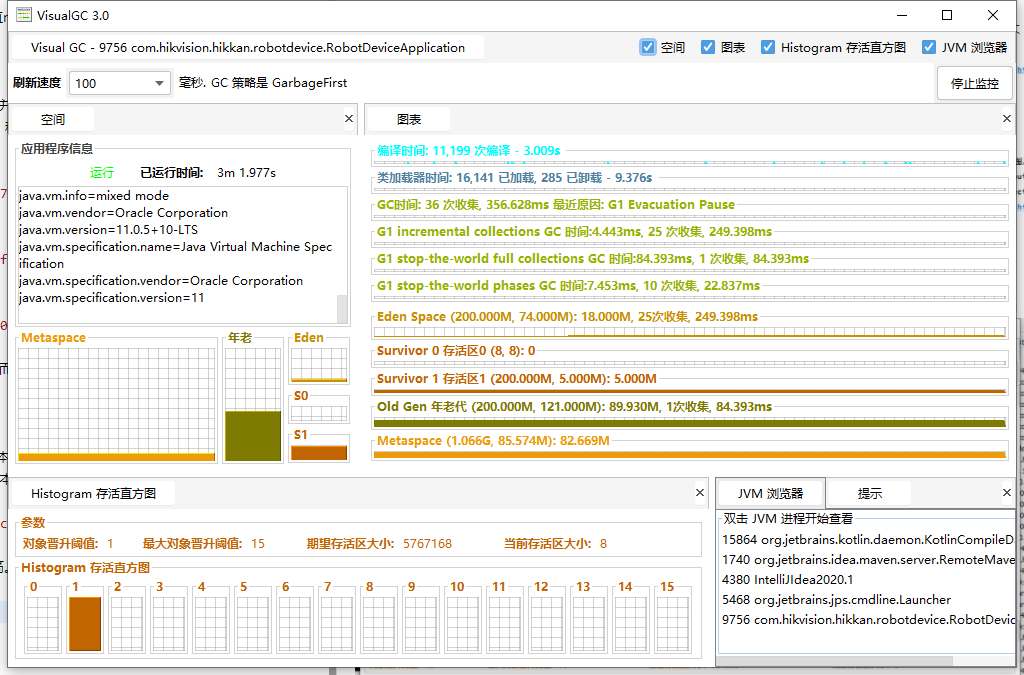 VisualGC 3.0
Visual GC - 9756 com.hikvision.hikkan.robotdevice.RobotDeviceApplication
空间 图表 Histogram 存活直方图 JVM 浏览器
刷新速度 100 毫秒. GC 策略是 GarbageFirst
停止监控
空间
应用程序信息
运行 已运行时间: 3m 1.977s
java.vm.info=mixed mode
java.vm.vendor=Oracle Corporation
java.vm.version=11.0.5+10-LTS
java.vm.specification.name=Java Virtual Machine Spec
ification
java.vm.specification.vendor=Oracle Corporation
java.vm.specification.version=11
Metaspace
年老
Eden
S0
S1
图表
编译时间: 11,199 次编译 - 3.009s
类加载器时间: 16,141 已加载, 285 已卸载 - 9.376s
GC时间: 36 次收集, 356.628ms 最近原因: G1 Evacuation Pause
G1 incremental collections GC 时间:4.443ms, 25 次收集, 249.398ms
G1 stop-the-world full collections GC 时间:84.393ms, 1 次收集, 84.393ms
G1 stop-the-world phases GC 时间:7.453ms, 10 次收集, 22.837ms
Eden Space (200.000M, 74.000M): 18.000M, 25次收集, 249.398ms
Survivor 0 存活区0 (8, 8): 0
Survivor 1 存活区1 (200.000M, 5.000M): 5.000M
Old Gen 年老代 (200.000M, 121.000M): 89.930M, 1次收集, 84.393ms
Metaspace (1.066G, 85.574M): 82.669M
Histogram 存活直方图
参数
对象晋升阈值: 1 最大对象晋升阈值: 15 期望存活区大小: 5767168 当前存活区大小: 8
Histogram 存活直方图
0 1 2 3 4 5 6 7 8 9 10 11 12 13 14 15
JVM 浏览器 提示
双击 JVM 进程开始查看
15864 org.jetbrains.kotlin.daemon.KotlinCompileD
1740 org.jetbrains.idea.maven.server.RemoteMave
4380 IntelliJIdea2020.1
5468 org.jetbrains.jps.cmdline.Launcher
9756 com.hikvision.hikkan.robotdevice.RobotDevic